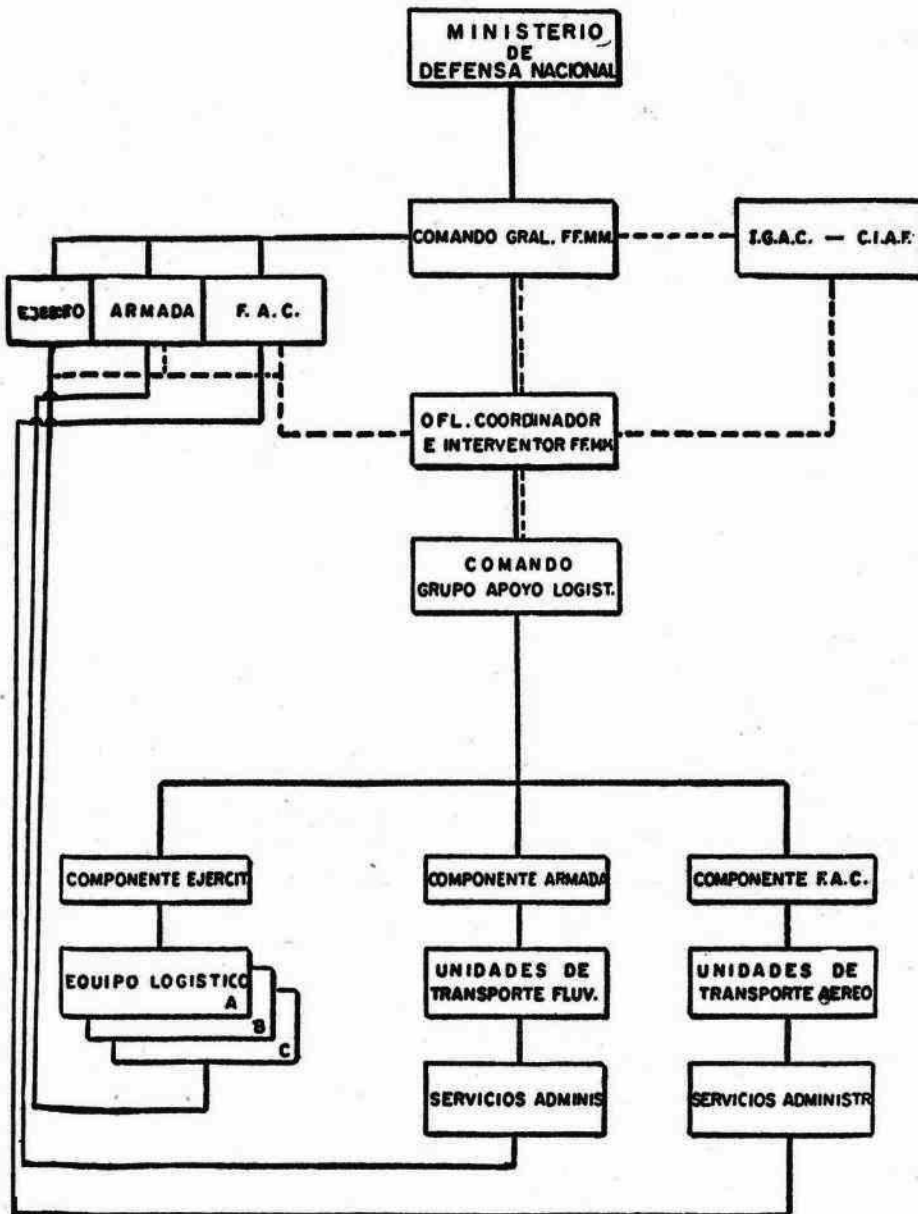 MINISTERIO
DE
DEFENSA NACIONAL
COMANDO GRAL. FF.MM.
I.G.A.C. — C.I.A.F.
ARMADA
F. A. C.
OFL. COORDINADOR
E INTERVENTOR FF.MM.
COMANDO
GRUPO APOYO LOGIST.
COMPONENTE EJERCIT
COMPONENTE ARMADA
COMPONENTE F.A.C.
EQUIPO LOGISTICO
A
B
C
UNIDADES DE
TRANSPORTE FLUV.
UNIDADES DE
TRANSPORTE AEREO
SERVICIOS ADMINIS
SERVICIOS ADMINISTR